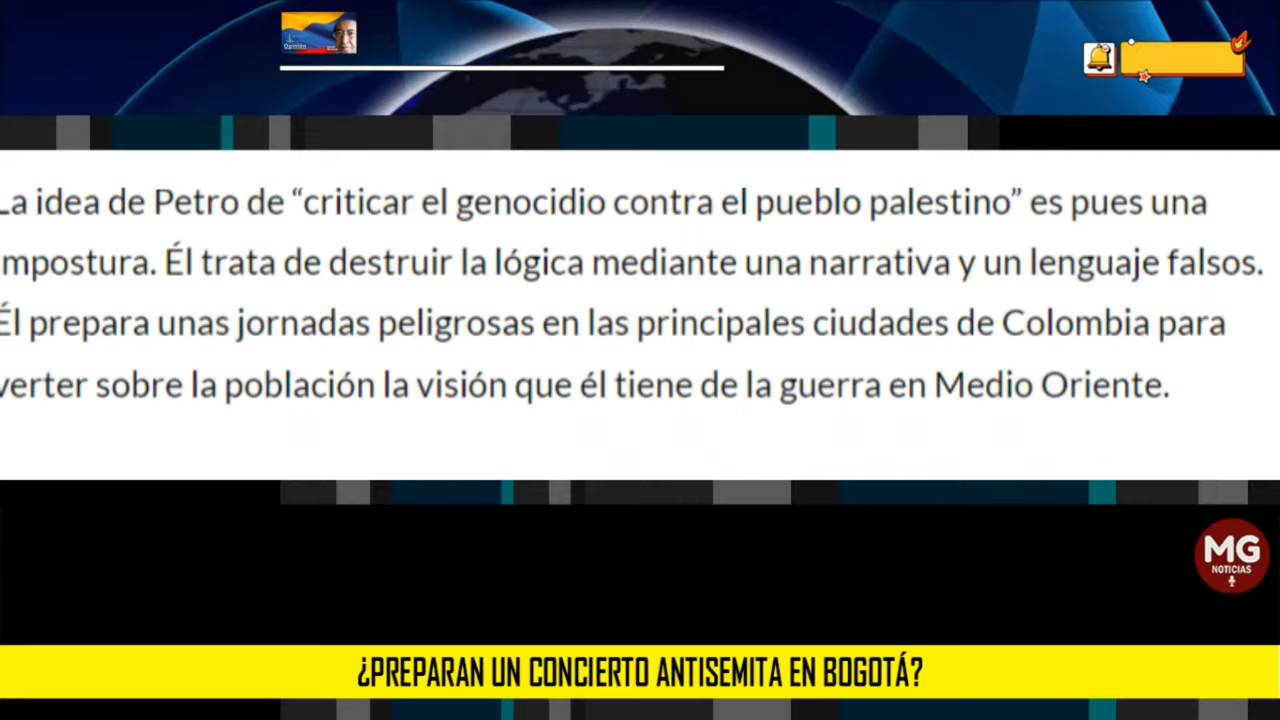 Opinión
La idea de Petro de “criticar el genocidio contra el pueblo palestino” es pues una
mpostura. Él trata de destruir la lógica mediante una narrativa y un lenguaje falsos.
Él prepara unas jornadas peligrosas en las principales ciudades de Colombia para
verter sobre la población la visión que él tiene de la guerra en Medio Oriente.
MG
NOTICIAS
¿PREPARAN UN CONCIERTO ANTISEMITA EN BOGOTÁ?